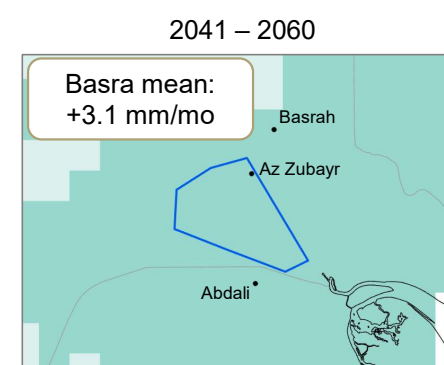 2041 – 2060
Basra mean:
+3.1 mm/mo
Basrah
Az Zubayr
Abdali